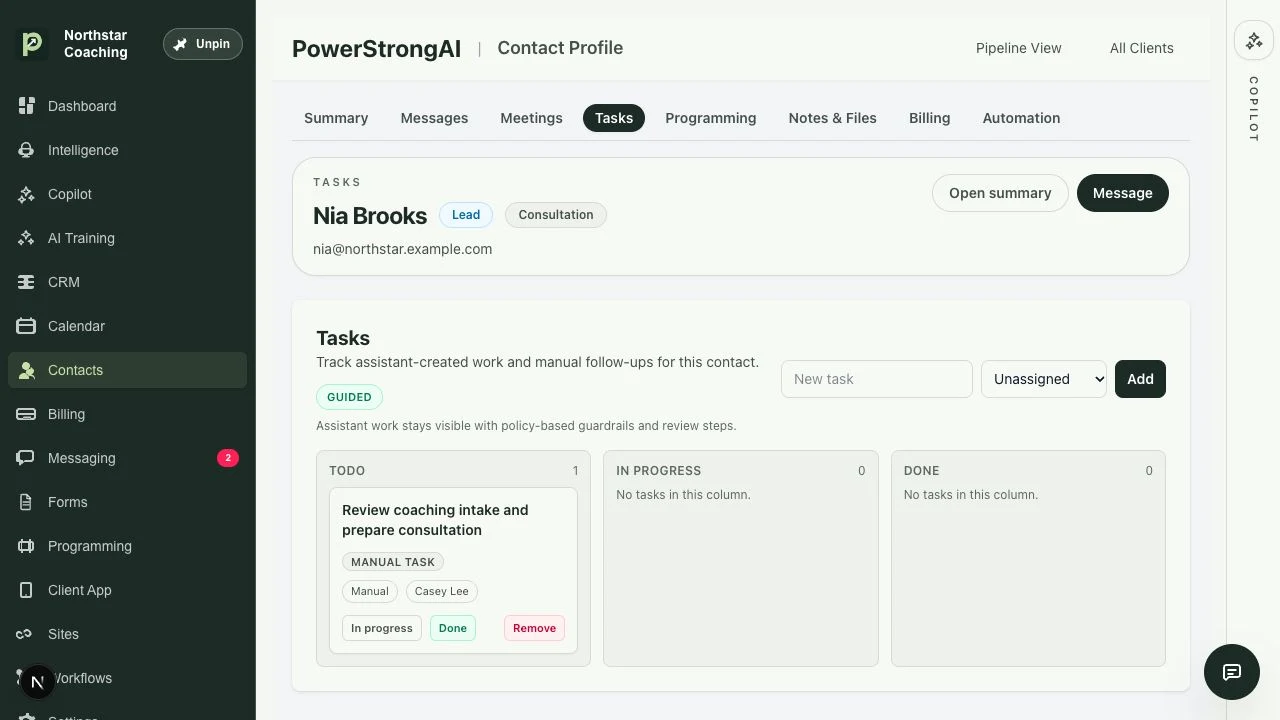 Northstar
Coaching
Unpin
Dashboard
Intelligence
Copilot
AI Training
CRM
Calendar
Contacts
Billing
Messaging
2
Forms
Programming
Client App
Sites
N
Workflows
Settings
PowerStrongAI | Contact Profile
Pipeline View
All Clients
Summary
Messages
Meetings
Tasks
Programming
Notes & Files
Billing
Automation
TASKS
Nia Brooks
Lead
Consultation
nia@northstar.example.com
Open summary
Message
Tasks
Track assistant-created work and manual follow-ups for this contact.
GUIDED
Assistant work stays visible with policy-based guardrails and review steps.
New task
Unassigned
Add
TODO 1
Review coaching intake and
prepare consultation
MANUAL TASK
Manual
Casey Lee
In progress
Done
Remove
IN PROGRESS 0
No tasks in this column.
DONE 0
No tasks in this column.
COPILOT